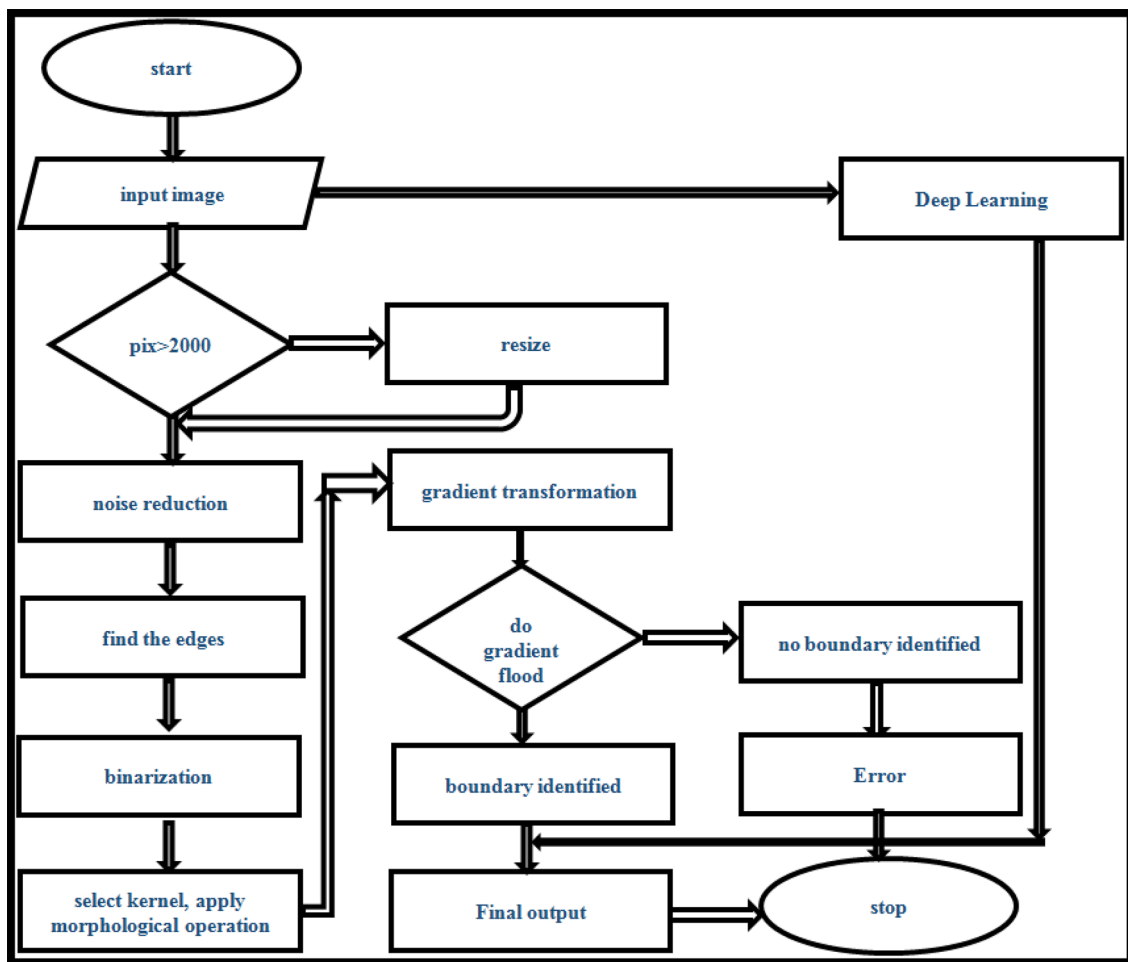 start
input image
Deep Learning
pix>2000
resize
noise reduction
gradient transformation
find the edges
do
gradient
flood
no boundary identified
binarization
boundary identified
Error
select kernel, apply
morphological operation
Final output
stop